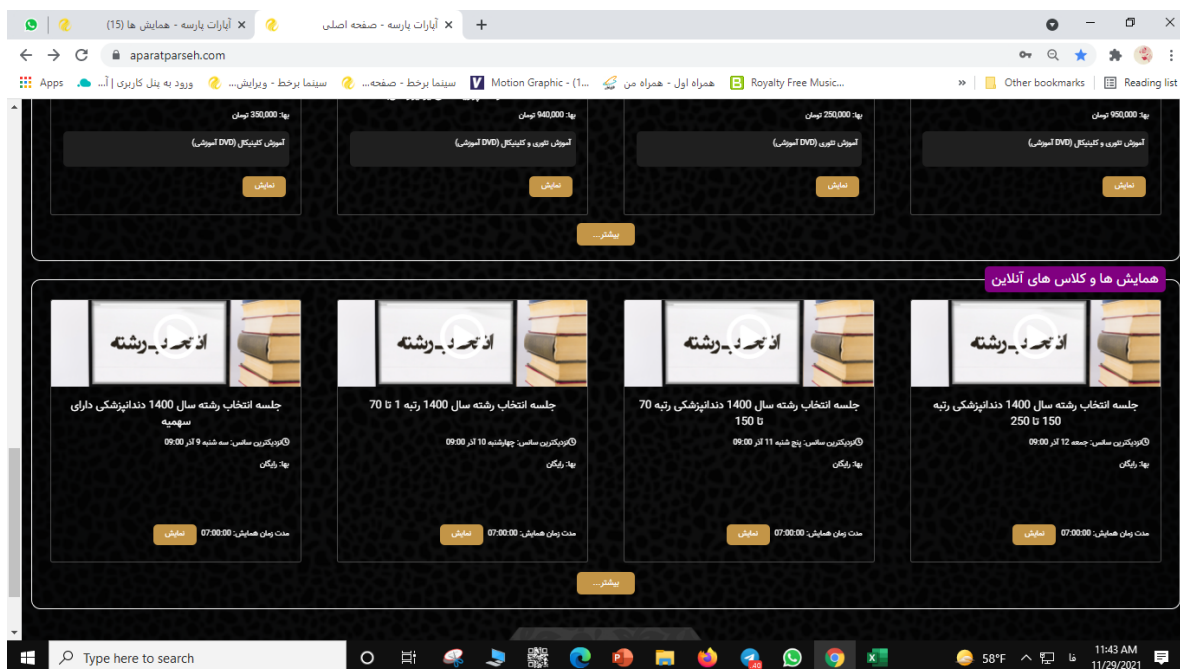 آپارات پارسه - همایش ها (15)
آپارات پارسه - صفحه اصلی
aparatparseh.com
Apps
ورود به پنل کاربری | آ...
سینما برخط - ویرایش...
سینما برخط - صفحه...
Motion Graphic - (1...
همراه اول - همراه من
Royalty Free Music...
»
Other bookmarks
Reading list
بها: 950,000 تومان
آموزش تئوری و کلینیکال (DVD آموزشی)
نمایش
بها: 250,000 تومان
آموزش تئوری (DVD آموزشی)
نمایش
بها: 940,000 تومان
آموزش تئوری و کلینیکال (DVD آموزشی)
نمایش
بها: 350,000 تومان
آموزش کلینیکال (DVD آموزشی)
نمایش
بیشتر...
همایش ها و کلاس های آنلاین
جلسه انتخاب رشته سال 1400 دندانپزشکی رتبه
150 تا 250
نزدیکترین سانس: جمعه 12 آذر 09:00
بها: رایگان
مدت زمان همایش: 07:00:00
نمایش
جلسه انتخاب رشته سال 1400 دندانپزشکی رتبه 70
تا 150
نزدیکترین سانس: پنج شنبه 11 آذر 09:00
بها: رایگان
مدت زمان همایش: 07:00:00
نمایش
جلسه انتخاب رشته سال 1400 رتبه 1 تا 70
نزدیکترین سانس: چهارشنبه 10 آذر 09:00
بها: رایگان
مدت زمان همایش: 07:00:00
نمایش
جلسه انتخاب رشته سال 1400 دندانپزشکی دارای
سهمیه
نزدیکترین سانس: سه شنبه 9 آذر 09:00
بها: رایگان
مدت زمان همایش: 07:00:00
نمایش
بیشتر...
Type here to search
58°F
فا
11:43 AM
11/29/2021